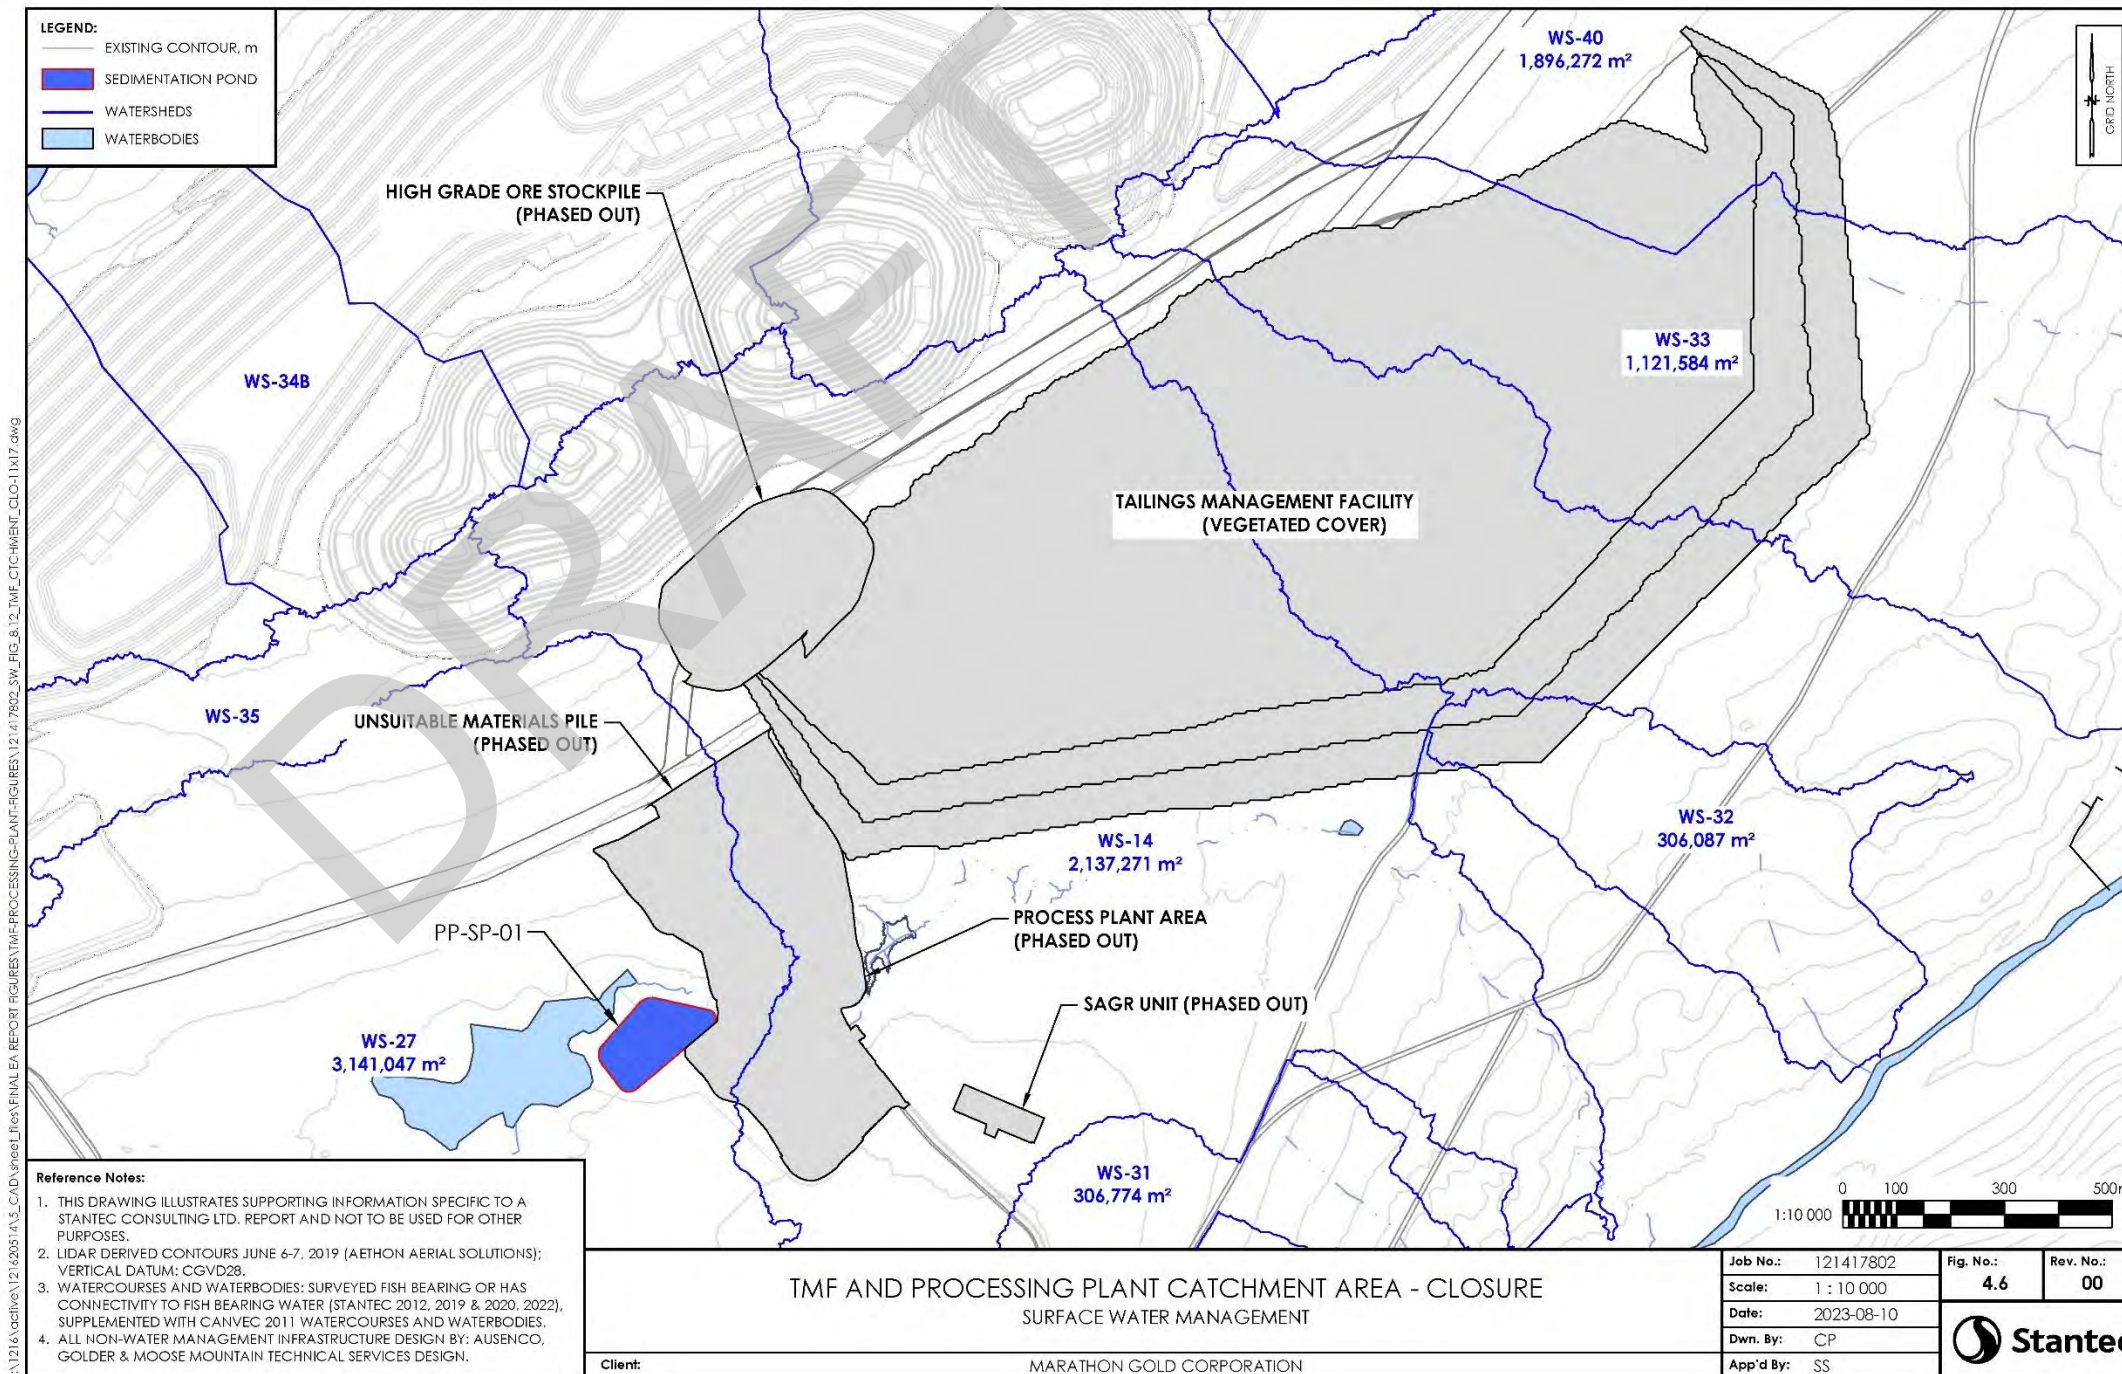 LEGEND:
EXISTING CONTOUR, m
SEDIMENTATION POND
WATERSHEDS
WATERBODIES
WS-40
1,896,272 m²
GRID NORTH
HIGH GRADE ORE STOCKPILE
(PHASED OUT)
WS-34B
WS-33
1,121,584 m²
TAILINGS MANAGEMENT FACILITY
(VEGETATED COVER)
DRAFT
WS-35
UNSUITABLE MATERIALS PILE
(PHASED OUT)
WS-14
2,137,271 m²
WS-32
306,087 m²
PP-SP-01
PROCESS PLANT AREA
(PHASED OUT)
SAGR UNIT (PHASED OUT)
WS-27
3,141,047 m²
WS-31
306,774 m²
0 100 300 500m
1:10 000
Reference Notes:
1. THIS DRAWING ILLUSTRATES SUPPORTING INFORMATION SPECIFIC TO A
STANTEC CONSULTING LTD. REPORT AND NOT TO BE USED FOR OTHER
PURPOSES.
2. LIDAR DERIVED CONTOURS JUNE 6-7, 2019 (AETHON AERIAL SOLUTIONS);
VERTICAL DATUM: CGVD28.
3. WATERCOURSES AND WATERBODIES: SURVEYED FISH BEARING OR HAS
CONNECTIVITY TO FISH BEARING WATER (STANTEC 2012, 2019 & 2020, 2022),
SUPPLEMENTED WITH CANVEC 2011 WATERCOURSES AND WATERBODIES.
4. ALL NON-WATER MANAGEMENT INFRASTRUCTURE DESIGN BY: AUSENCO,
GOLDER & MOOSE MOUNTAIN TECHNICAL SERVICES DESIGN.
TMF AND PROCESSING PLANT CATCHMENT AREA - CLOSURE
SURFACE WATER MANAGEMENT
Client: MARATHON GOLD CORPORATION
Job No.: 121417802
Scale: 1 : 10 000
Date: 2023-08-10
Dwn. By: CP
App'd By: SS
Fig. No.:
4.6
Rev. No.:
00
Stantec